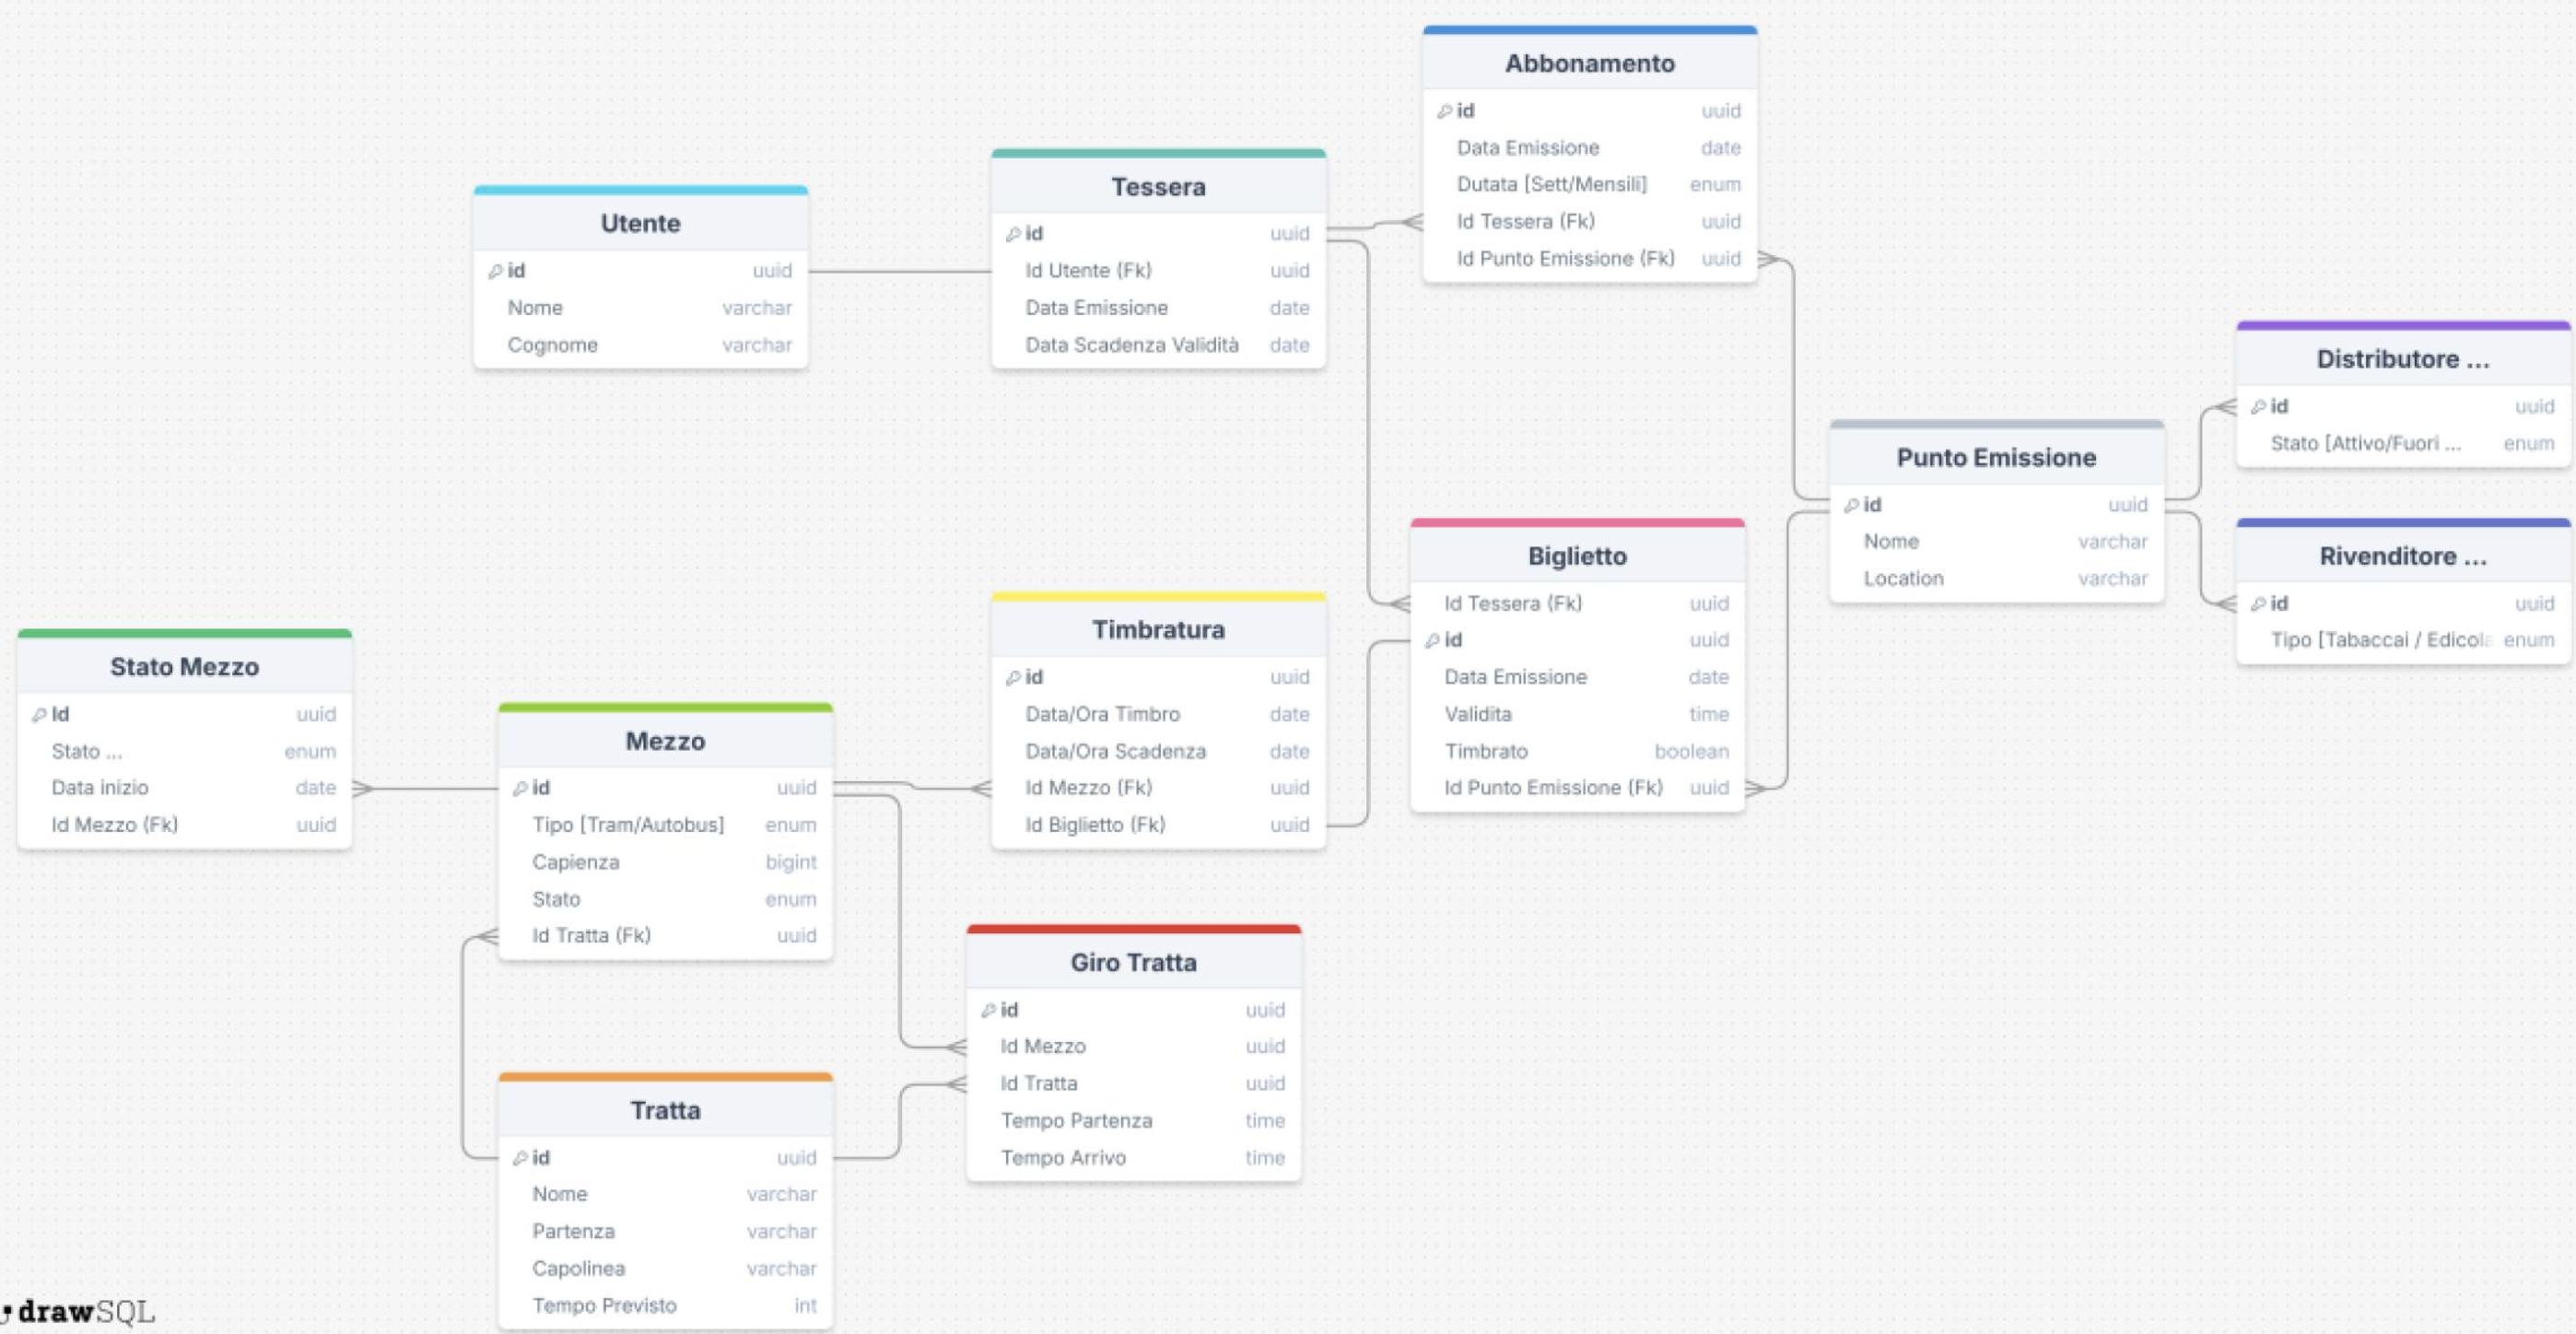 Abbonamento
id uuid
Data Emissione date
Dutata [Sett/Mensili] enum
Id Tessera (Fk) uuid
Id Punto Emissione (Fk) uuid
Tessera
id uuid
Id Utente (Fk) uuid
Data Emissione date
Data Scadenza Validità date
Utente
id uuid
Nome varchar
Cognome varchar
Distributore ...
id uuid
Stato [Attivo/Fuori ... enum
Punto Emissione
id uuid
Nome varchar
Location varchar
Rivenditore ...
id uuid
Tipo [Tabaccai / Edicola enum
Biglietto
Id Tessera (Fk) uuid
id uuid
Data Emissione date
Validita time
Timbrato boolean
Id Punto Emissione (Fk) uuid
Timbratura
id uuid
Data/Ora Timbro date
Data/Ora Scadenza date
Id Mezzo (Fk) uuid
Id Biglietto (Fk) uuid
Stato Mezzo
Id uuid
Stato ... enum
Data inizio date
Id Mezzo (Fk) uuid
Mezzo
id uuid
Tipo [Tram/Autobus] enum
Capienza bigint
Stato enum
Id Tratta (Fk) uuid
Giro Tratta
id uuid
Id Mezzo uuid
Id Tratta uuid
Tempo Partenza time
Tempo Arrivo time
Tratta
id uuid
Nome varchar
Partenza varchar
Capolinea varchar
Tempo Previsto int
drawSQL